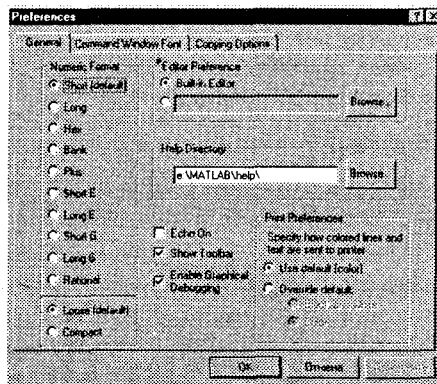 Preferences
General Command Window Font Copying Options
Numeric Format
Short (default)
Long
Hex
Bank
Plus
Short E
Long E
Short G
Long G
Rational
Loose (default)
Compact
Editor Preference
Built-in Editor
Browse...
Help Directory
e:\MATLAB\help\
Browse...
Echo On
Show Toolbar
Enable Graphical
Debugging
Print Preferences
Specify how colored lines and
text are sent to printer
Use default (color)
Override default:
OK